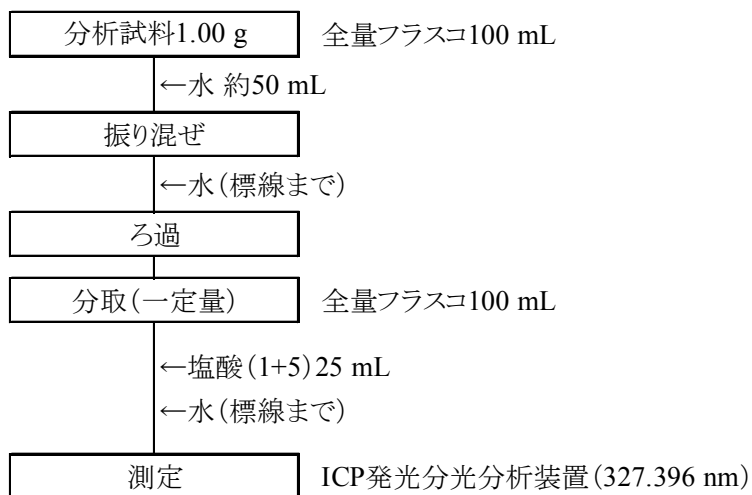 分析試料1.00 g 全量フラスコ100 mL
←水 約50 mL
振り混ぜ
←水(標線まで)
ろ過
分取(一定量) 全量フラスコ100 mL
←塩酸(1+5)25 mL
←水(標線まで)
測定 ICP発光分光分析装置(327.396 nm)